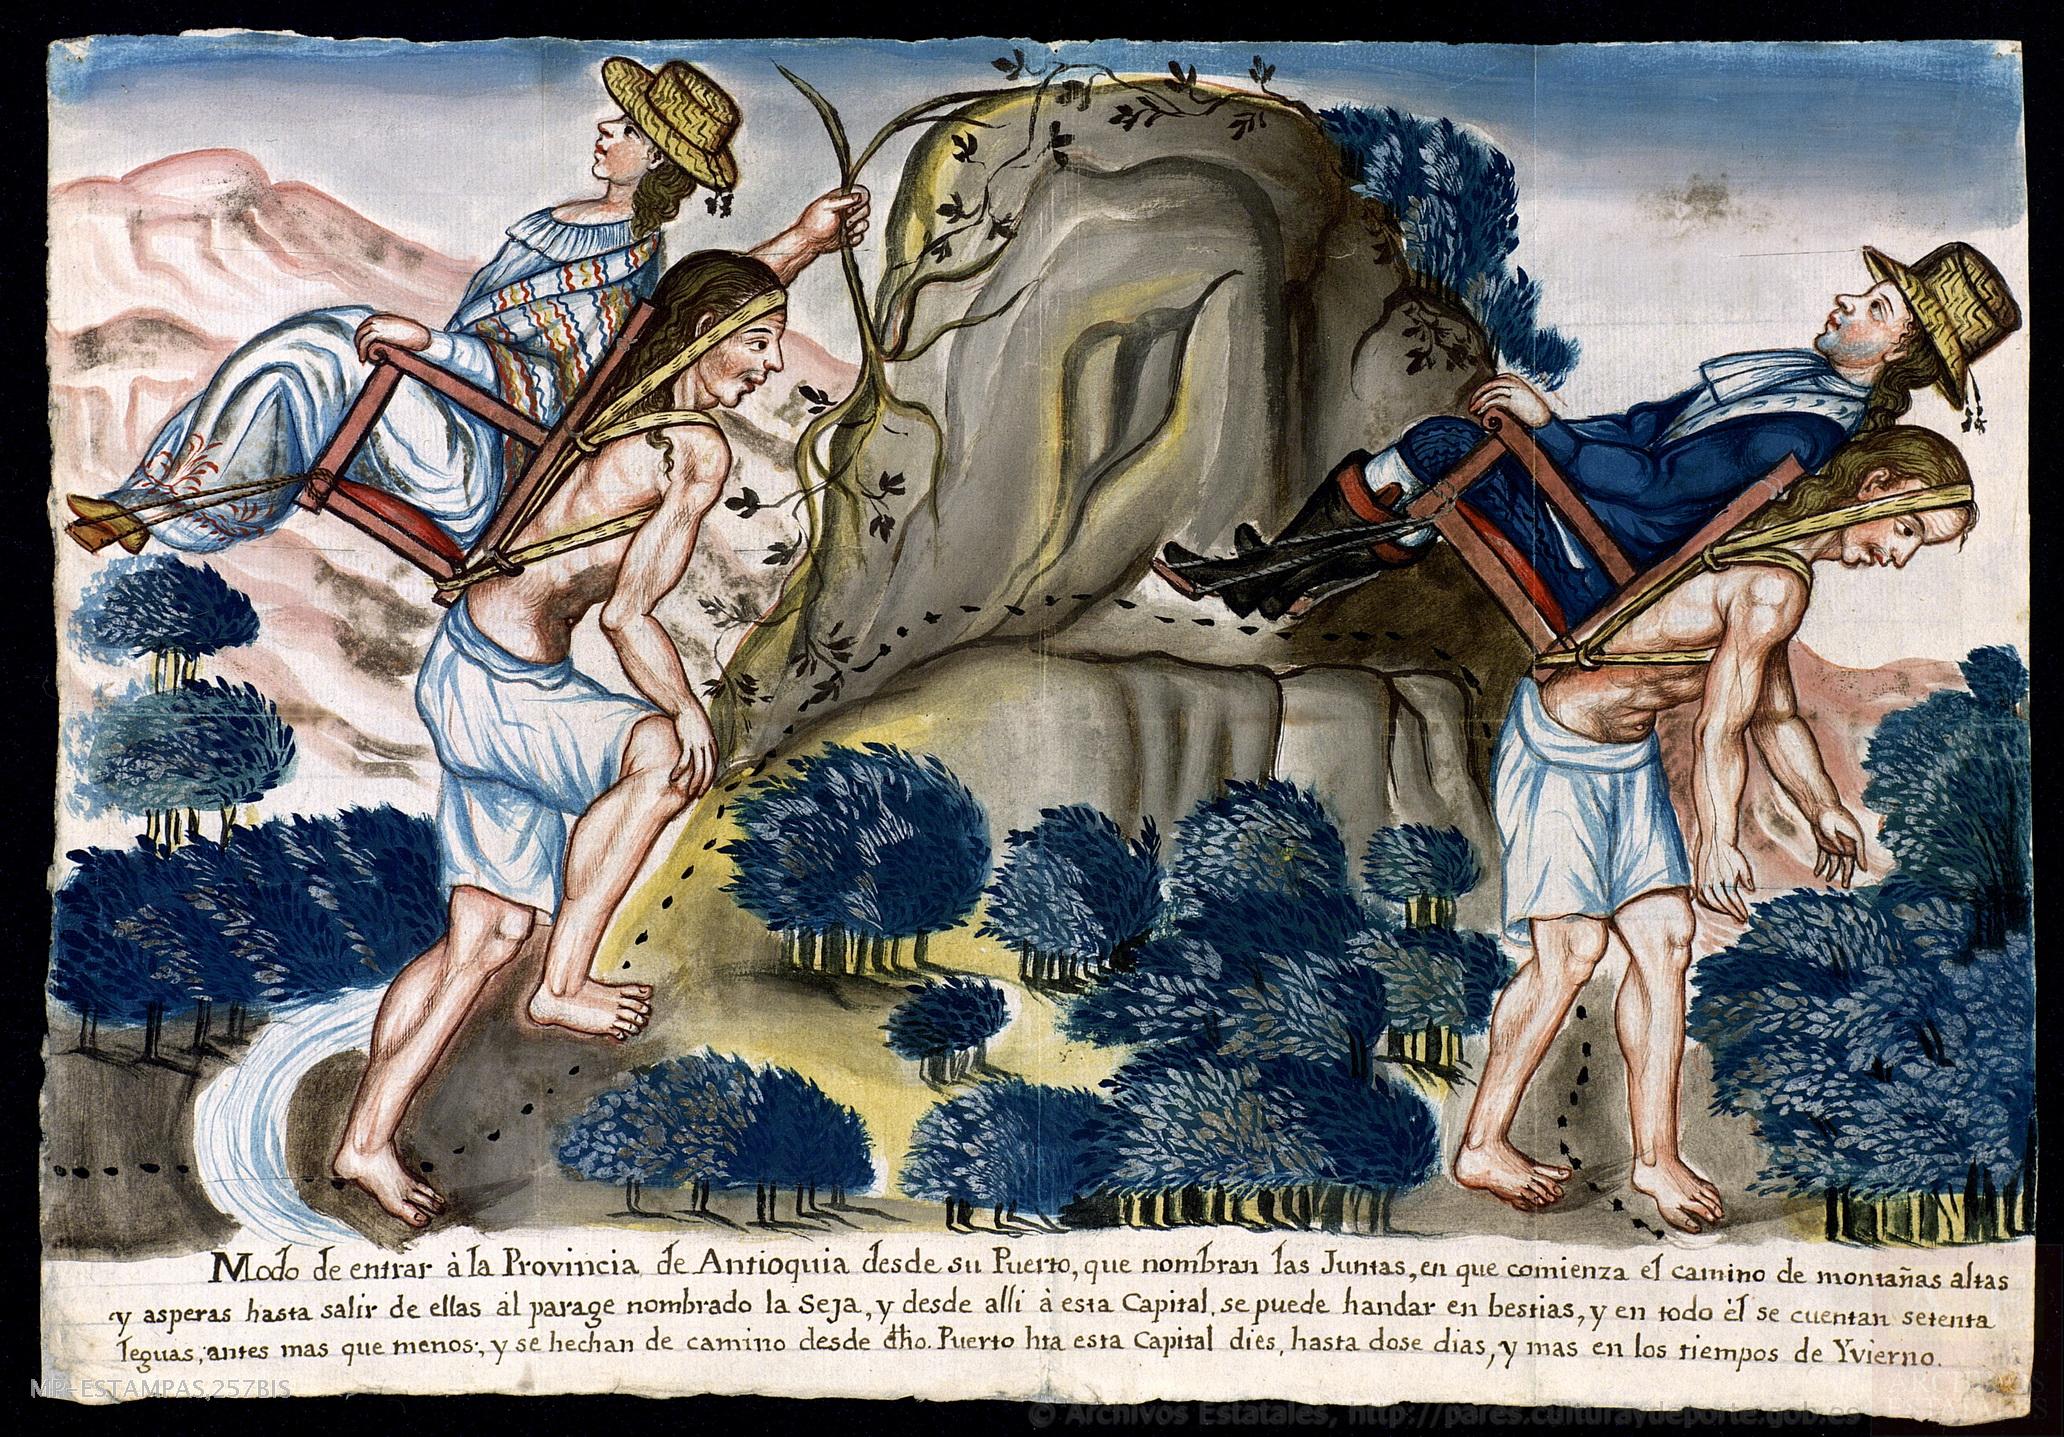 Modo de entrar à la Provincia de Antioquia desde su Puerto, que nombran las Juntas, en que comienza el camino de montañas altas
y asperas hasta salir de ellas ál parage nombrado la Seja, y desde alli à esta Capital, se puede handar en bestias, y en todo èl se cuentan setenta
leguas, antes mas que menos; y se hechan de camino desde dho. Puerto hta esta Capital dies, hasta dose dias, y mas en los tiempos de Yvierno.
MP-ESTAMPAS,257BIS
© Archivos Estatales, http://pares.culturaydeporte.gob.es
ARCHIVOS
ESTATALES